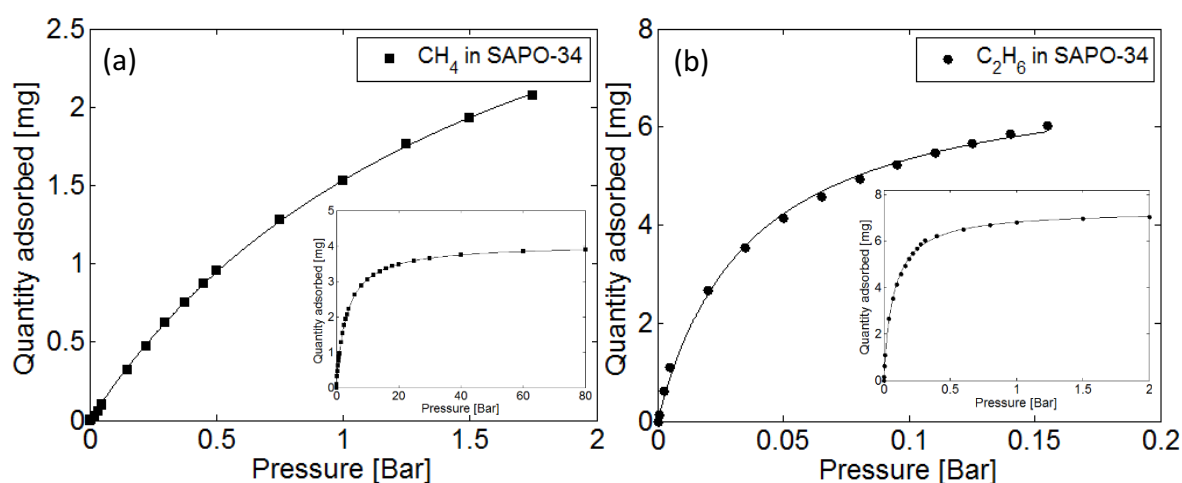 (a)
CH4 in SAPO-34
2.5
2
1.5
1
0.5
0
Quantity adsorbed [mg]
0 0.5 1 1.5 2
Pressure [Bar]
5
4
3
2
1
0
Quantity adsorbed [mg]
0 20 40 60 80
Pressure [Bar]
(b)
C2H6 in SAPO-34
8
6
4
2
0
Quantity adsorbed [mg]
0 0.05 0.1 0.15 0.2
Pressure [Bar]
8
6
4
2
0
Quantity adsorbed [mg]
0 0.5 1 1.5 2
Pressure [Bar]